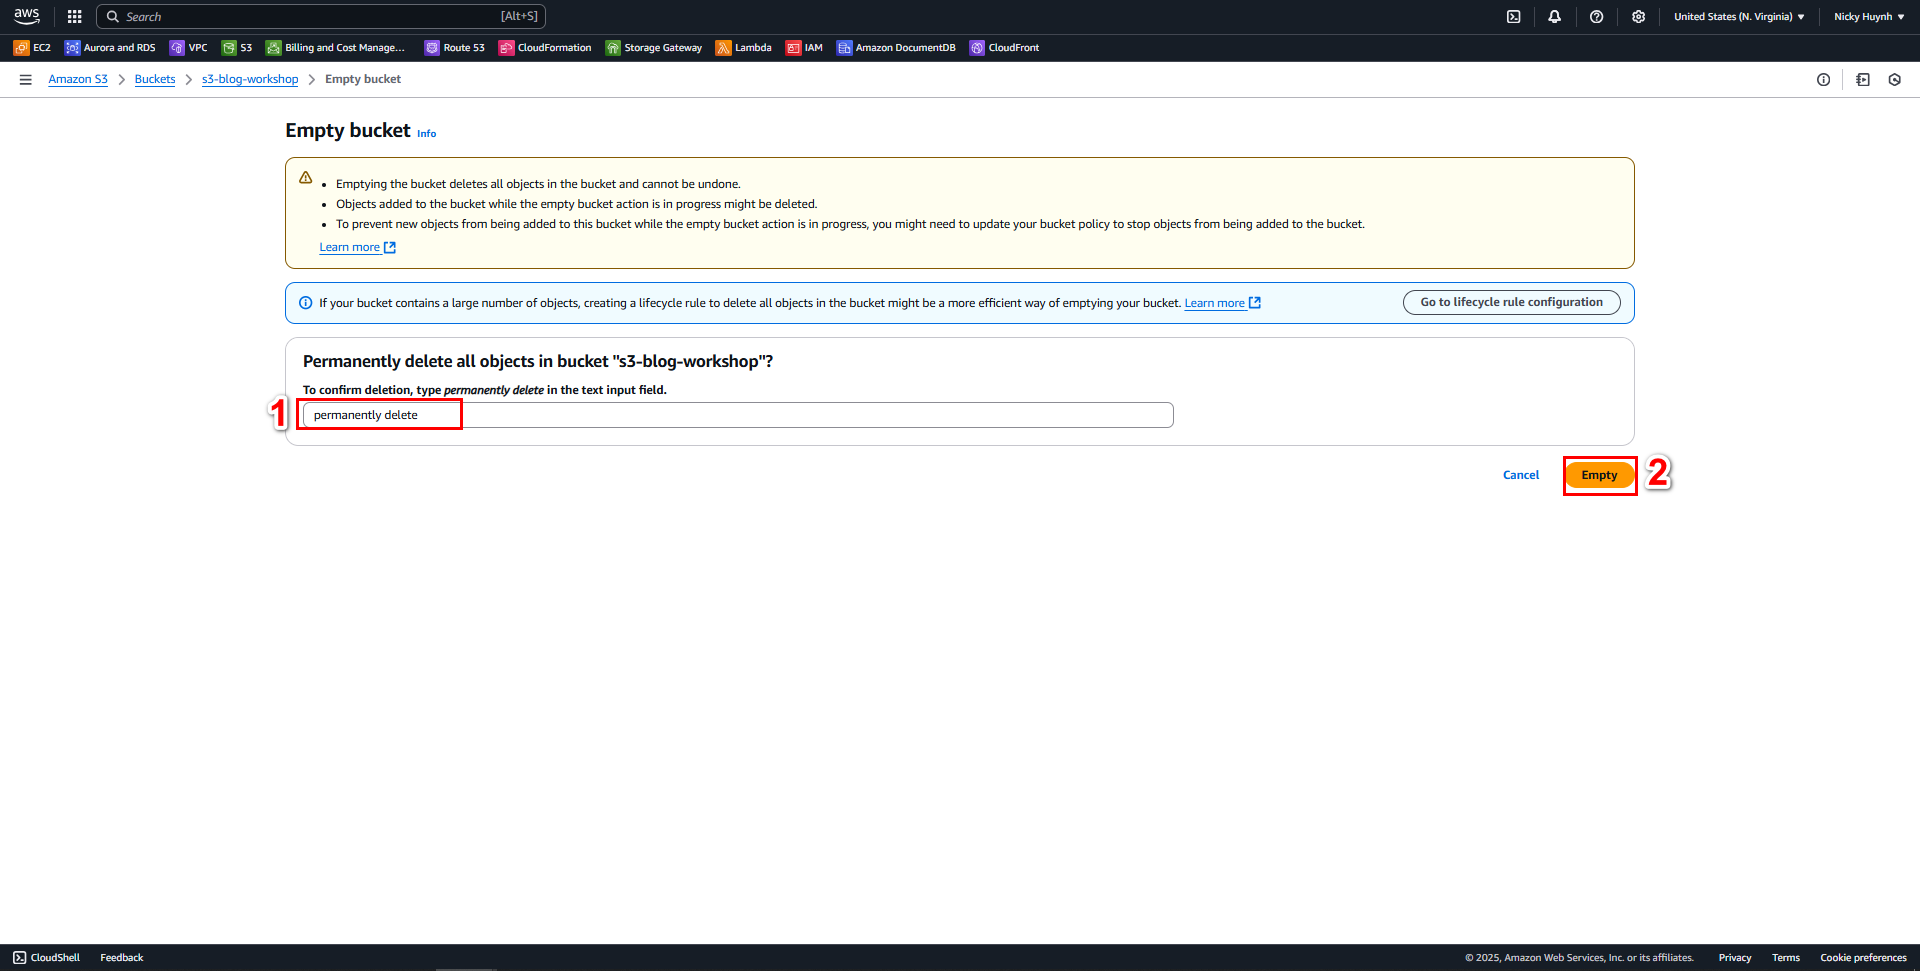 aws
Search
[Alt+S]
United States (N. Virginia) ▼
Nicky Huynh ▼
EC2
Aurora and RDS
VPC
S3
Billing and Cost Manage...
Route 53
CloudFormation
Storage Gateway
Lambda
IAM
Amazon DocumentDB
CloudFront
Amazon S3 > Buckets > s3-blog-workshop > Empty bucket
Empty bucket Info
• Emptying the bucket deletes all objects in the bucket and cannot be undone.
• Objects added to the bucket while the empty bucket action is in progress might be deleted.
• To prevent new objects from being added to this bucket while the empty bucket action is in progress, you might need to update your bucket policy to stop objects from being added to the bucket.
Learn more
If your bucket contains a large number of objects, creating a lifecycle rule to delete all objects in the bucket might be a more efficient way of emptying your bucket. Learn more
Go to lifecycle rule configuration
Permanently delete all objects in bucket "s3-blog-workshop"?
To confirm deletion, type permanently delete in the text input field.
1
permanently delete
Cancel
Empty
2
CloudShell
Feedback
© 2025, Amazon Web Services, Inc. or its affiliates.
Privacy
Terms
Cookie preferences